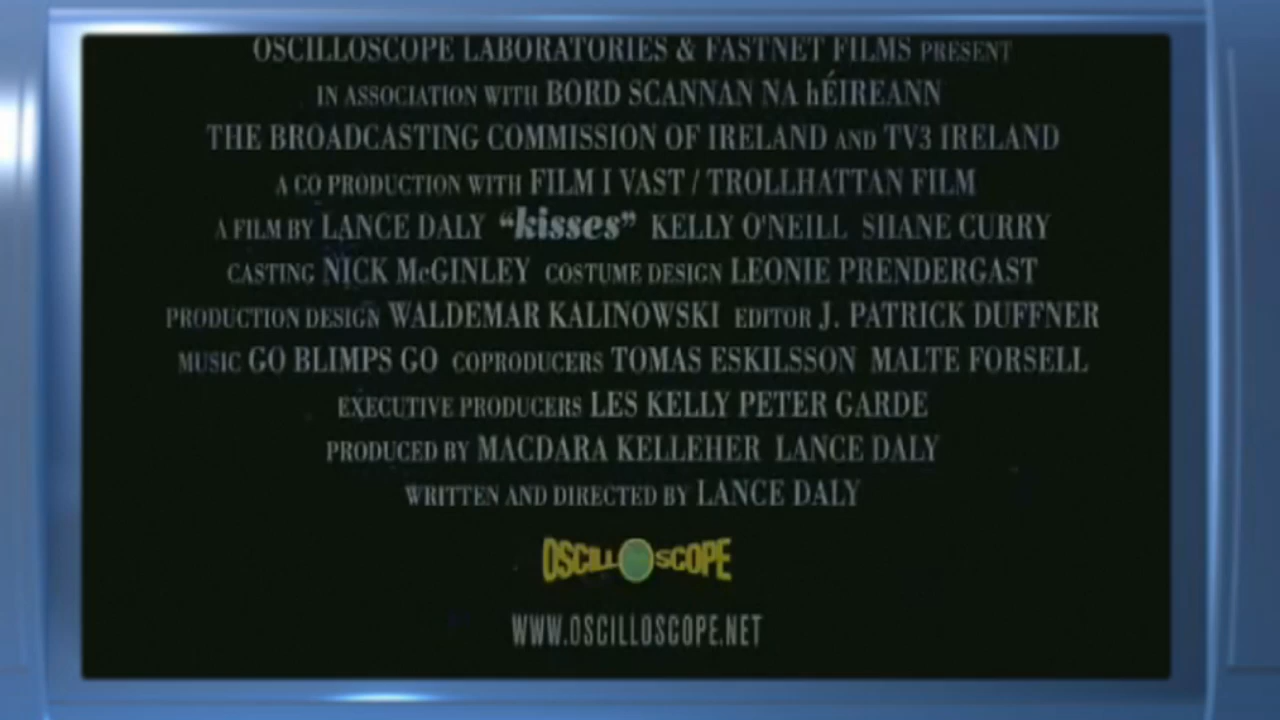 OSCILLOSCOPE LABORATORIES & FASTNET FILMS PRESENT
IN ASSOCIATION WITH BORD SCANNAN NA hÉIREANN
THE BROADCASTING COMMISSION OF IRELAND AND TV3 IRELAND
A CO PRODUCTION WITH FILM I VAST / TROLLHATTAN FILM
A FILM BY LANCE DALY “kisses” KELLY O'NEILL SHANE CURRY
CASTING NICK McGINLEY COSTUME DESIGN LEONIE PRENDERGAST
PRODUCTION DESIGN WALDEMAR KALINOWSKI EDITOR J. PATRICK DUFFNER
MUSIC GO BLIMPS GO COPRODUCERS TOMAS ESKILSSON MALTE FORSELL
EXECUTIVE PRODUCERS LES KELLY PETER GARDE
PRODUCED BY MACDARA KELLEHER LANCE DALY
WRITTEN AND DIRECTED BY LANCE DALY
OSCILLOSCOPE
WWW.OSCILLOSCOPE.NET